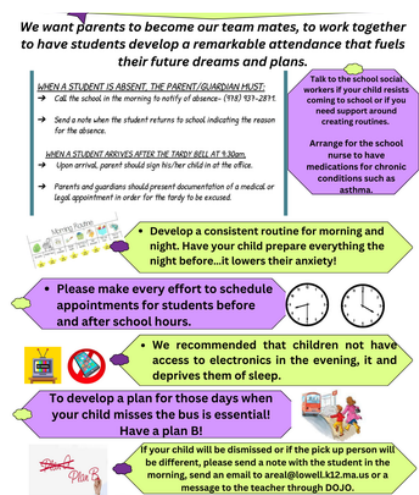 We want parents to become our team mates, to work together
to have students develop a remarkable attendance that fuels
their future dreams and plans.
WHEN A STUDENT IS ABSENT, THE PARENT/GUARDIAN MUST:
→ Call the school in the morning to notify of absence- (978) 937-2871.
→ Send a note when the student returns to school indicating the reason
for the absence.
WHEN A STUDENT ARRIVES AFTER THE TARDY BELL AT 9:30am.
→ Upon arrival, parent should sign his/her child in at the office.
→ Parents and guardians should present documentation of a medical or
legal appointment in order for the tardy to be excused.
Talk to the school social
workers if your child resists
coming to school or if you
need support around
creating routines.
Arrange for the school
nurse to have
medications for chronic
conditions such as
asthma.
Morning Routine
• Develop a consistent routine for morning and
night. Have your child prepare everything the
night before...it lowers their anxiety!
• Please make every effort to schedule
appointments for students before
and after school hours.
• We recommended that children not have
access to electronics in the evening, it and
deprives them of sleep.
To develop a plan for those days when
your child misses the bus is essential!
Have a plan B!
Plan A
Plan B
If your child will be dismissed or if the pick up person will
be different, please send a note with the student in the
morning, send an email to areal@lowell.k12.ma.us or a
message to the teacher through DOJO.